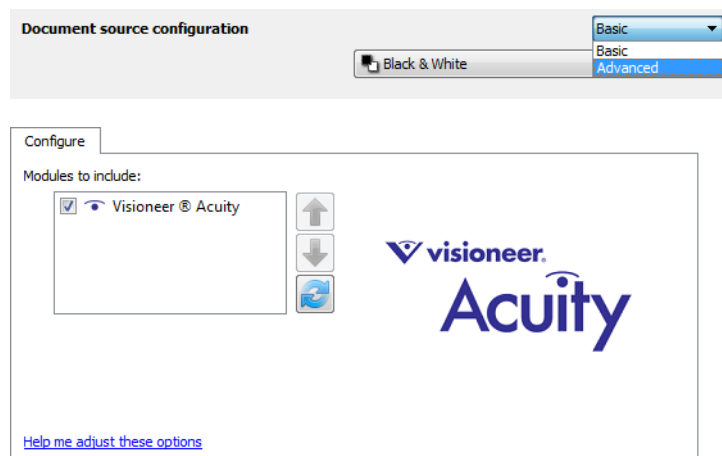 Document source configuration
Basic
Basic
Black & White
Advanced
Configure
Modules to include:
Visioneer ® Acuity
visioneer.
Acuity
Help me adjust these options